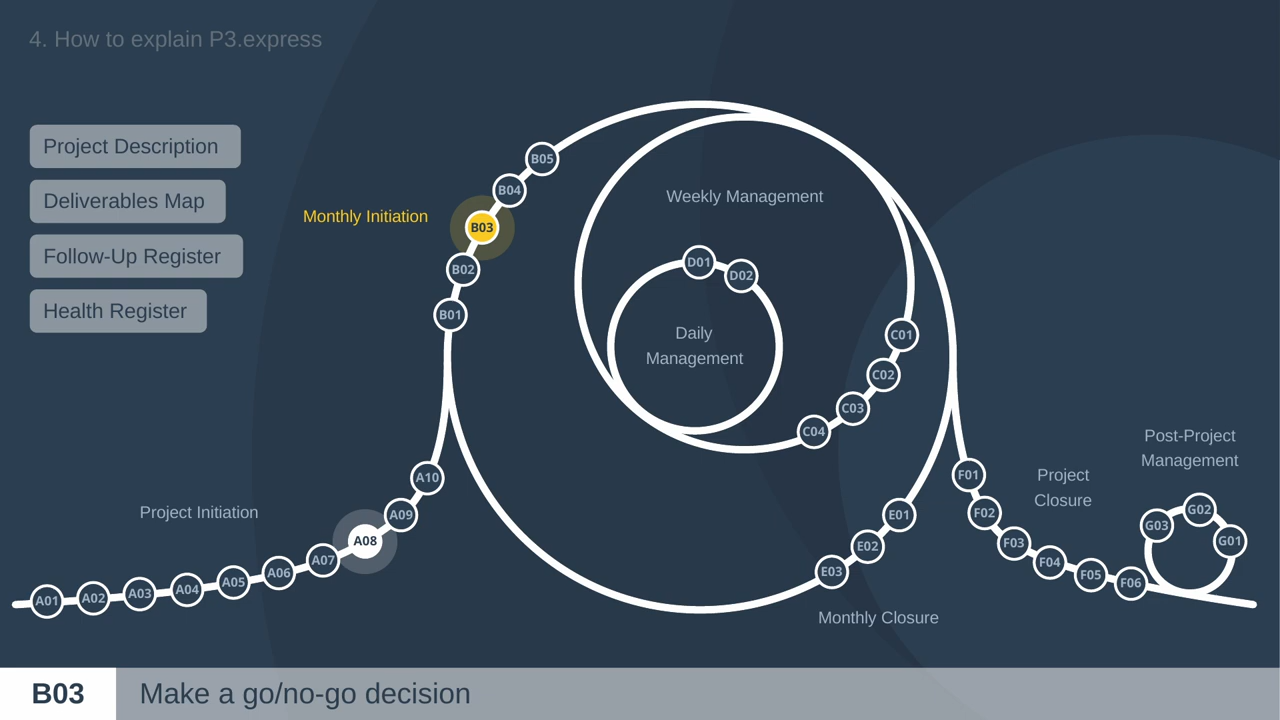 4. How to explain P3.express
Project Description
Deliverables Map
Follow-Up Register
Health Register
Monthly Initiation
B05
B04
B03
B02
B01
Weekly Management
D01
D02
Daily
Management
C01
C02
C03
C04
Project Initiation
A01
A02
A03
A04
A05
A06
A07
A08
A09
A10
E01
E02
E03
Monthly Closure
F01
F02
F03
F04
F05
F06
Project
Closure
Post-Project
Management
G03
G02
G01
B03
Make a go/no-go decision